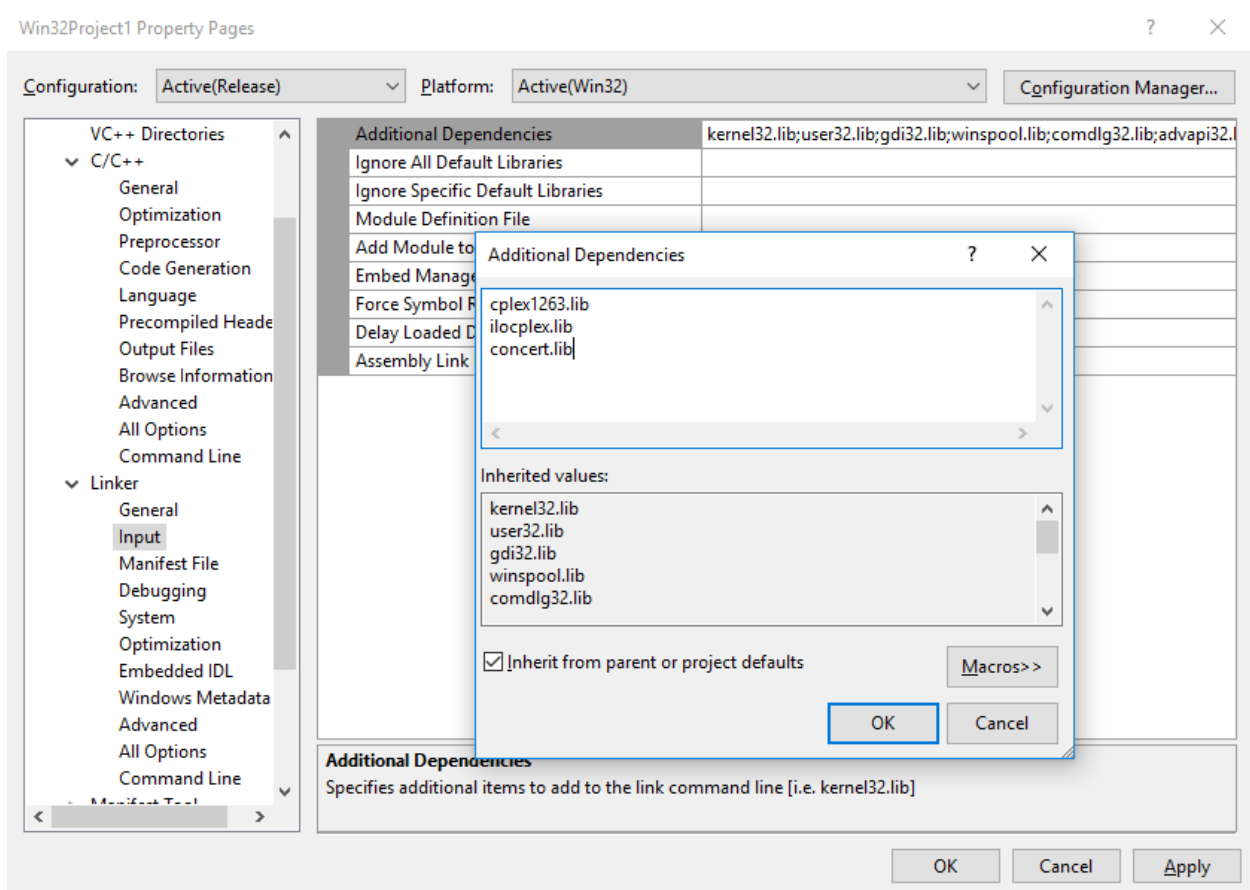 Win32Project1 Property Pages
Configuration: Active(Release) Platform: Active(Win32) Configuration Manager...
VC++ Directories
C/C++
General
Optimization
Preprocessor
Code Generation
Language
Precompiled Heade
Output Files
Browse Information
Advanced
All Options
Command Line
Linker
General
Input
Manifest File
Debugging
System
Optimization
Embedded IDL
Windows Metadata
Advanced
All Options
Command Line
Manifest Tool
Additional Dependencies kernel32.lib;user32.lib;gdi32.lib;winspool.lib;comdlg32.lib;advapi32.l
Ignore All Default Libraries
Ignore Specific Default Libraries
Module Definition File
Add Module to
Embed Manage
Force Symbol R
Delay Loaded D
Assembly Link
Additional Dependencies
cplex1263.lib
ilocplex.lib
concert.lib
Inherited values:
kernel32.lib
user32.lib
gdi32.lib
winspool.lib
comdlg32.lib
Inherit from parent or project defaults
Macros>>
OK Cancel
Additional Dependencies
Specifies additional items to add to the link command line [i.e. kernel32.lib]
OK Cancel Apply